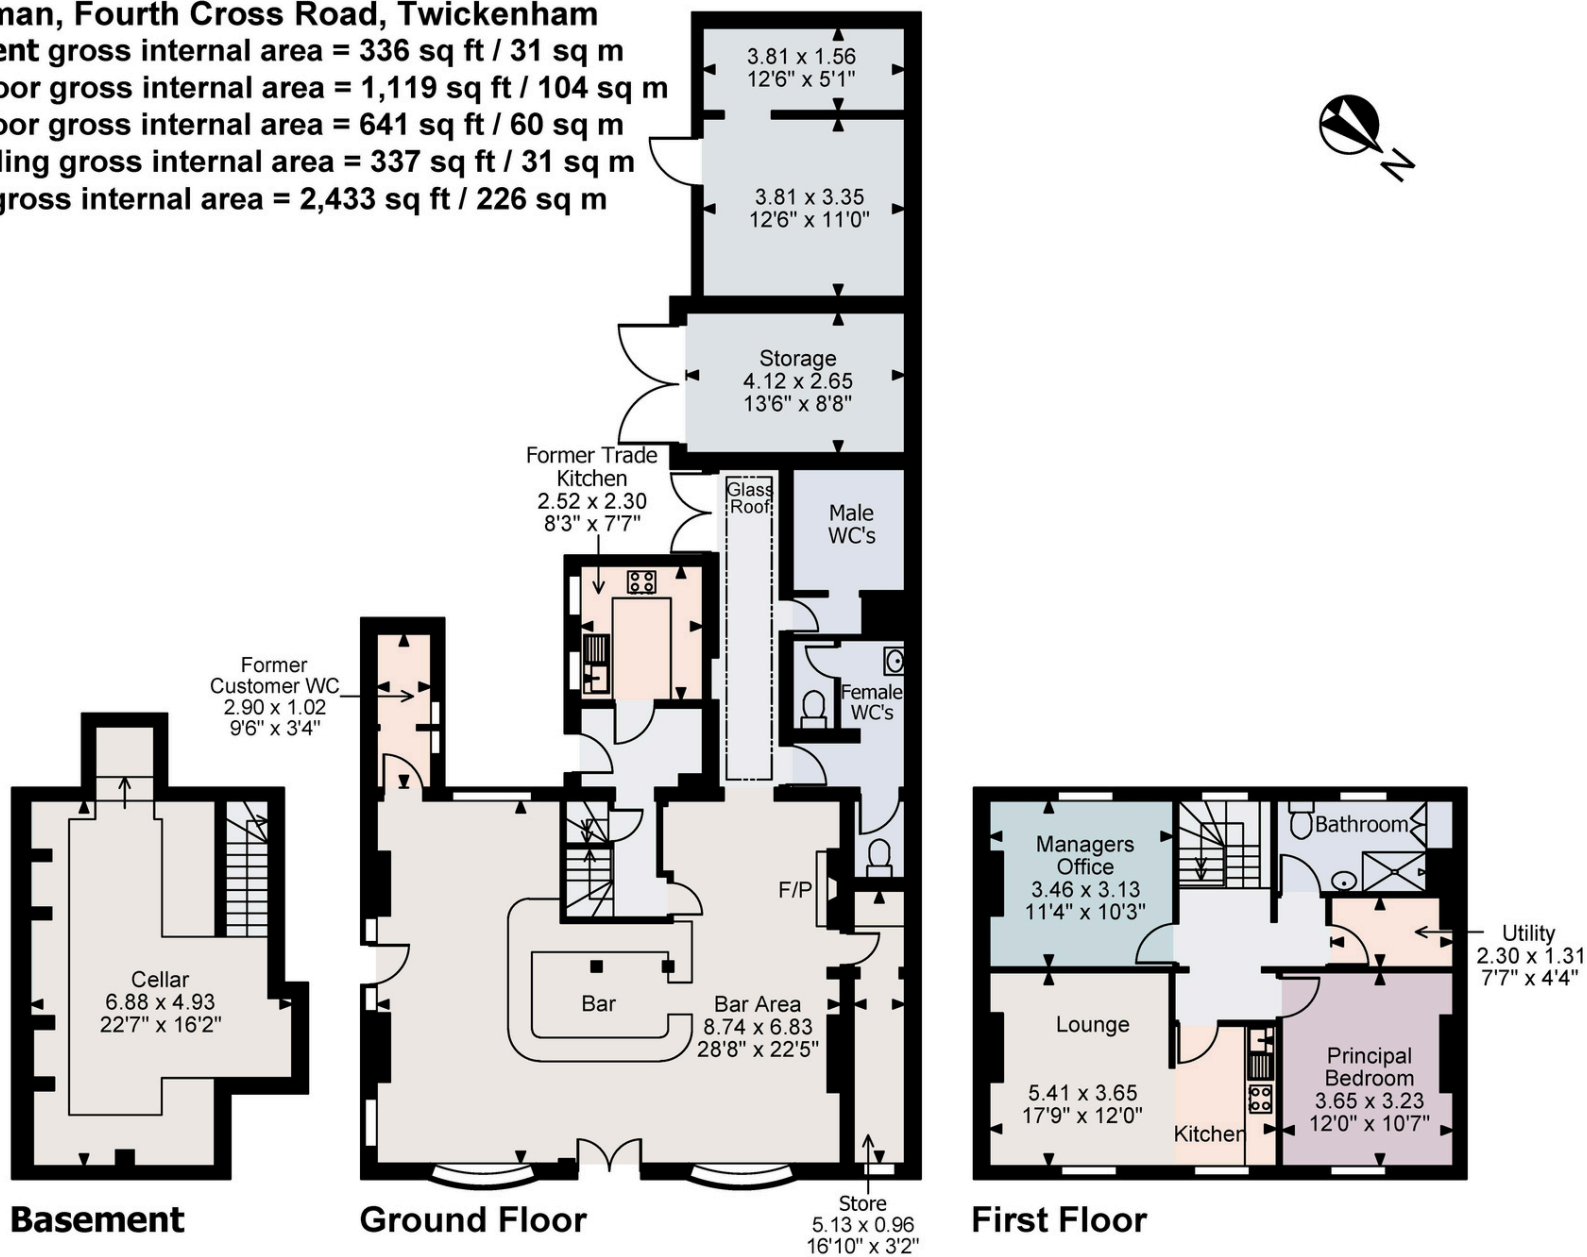 man, Fourth Cross Road, Twickenham
ent gross internal area = 336 sq ft / 31 sq m
oor gross internal area = 1,119 sq ft / 104 sq m
oor gross internal area = 641 sq ft / 60 sq m
ding gross internal area = 337 sq ft / 31 sq m
gross internal area = 2,433 sq ft / 226 sq m
3.81 x 1.56
12'6" x 5'1"
N
3.81 x 3.35
12'6" x 11'0"
Storage
4.12 x 2.65
13'6" x 8'8"
Former Trade
Kitchen
2.52 x 2.30
8'3" x 7'7"
Glass
Roof
Male
WC's
Former
Customer WC
2.90 x 1.02
9'6" x 3'4"
Female
WC's
Cellar
6.88 x 4.93
22'7" x 16'2"
F/P
Bar
Bar Area
8.74 x 6.83
28'8" x 22'5"
Managers
Office
3.46 x 3.13
11'4" x 10'3"
Bathroom
Utility
2.30 x 1.31
7'7" x 4'4"
Lounge
5.41 x 3.65
17'9" x 12'0"
Kitchen
Principal
Bedroom
3.65 x 3.23
12'0" x 10'7"
Store
5.13 x 0.96
16'10" x 3'2"
Basement
Ground Floor
First Floor